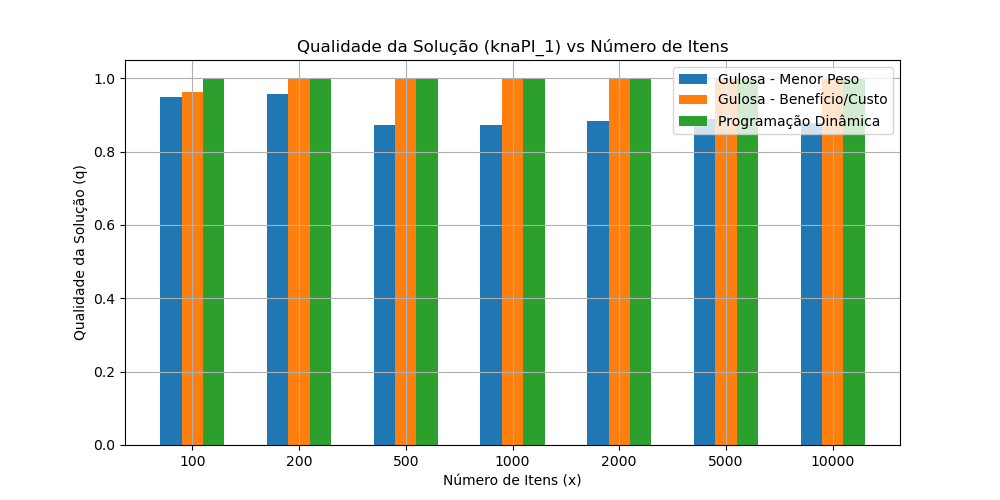 Qualidade da Solução (knaPI_1) vs Número de Itens
Gulosa - Menor Peso
Gulosa - Benefício/Custo
Programação Dinâmica
Qualidade da Solução (q)
1.0
0.8
0.6
0.4
0.2
0.0
100 200 500 1000 2000 5000 10000
Número de Itens (x)